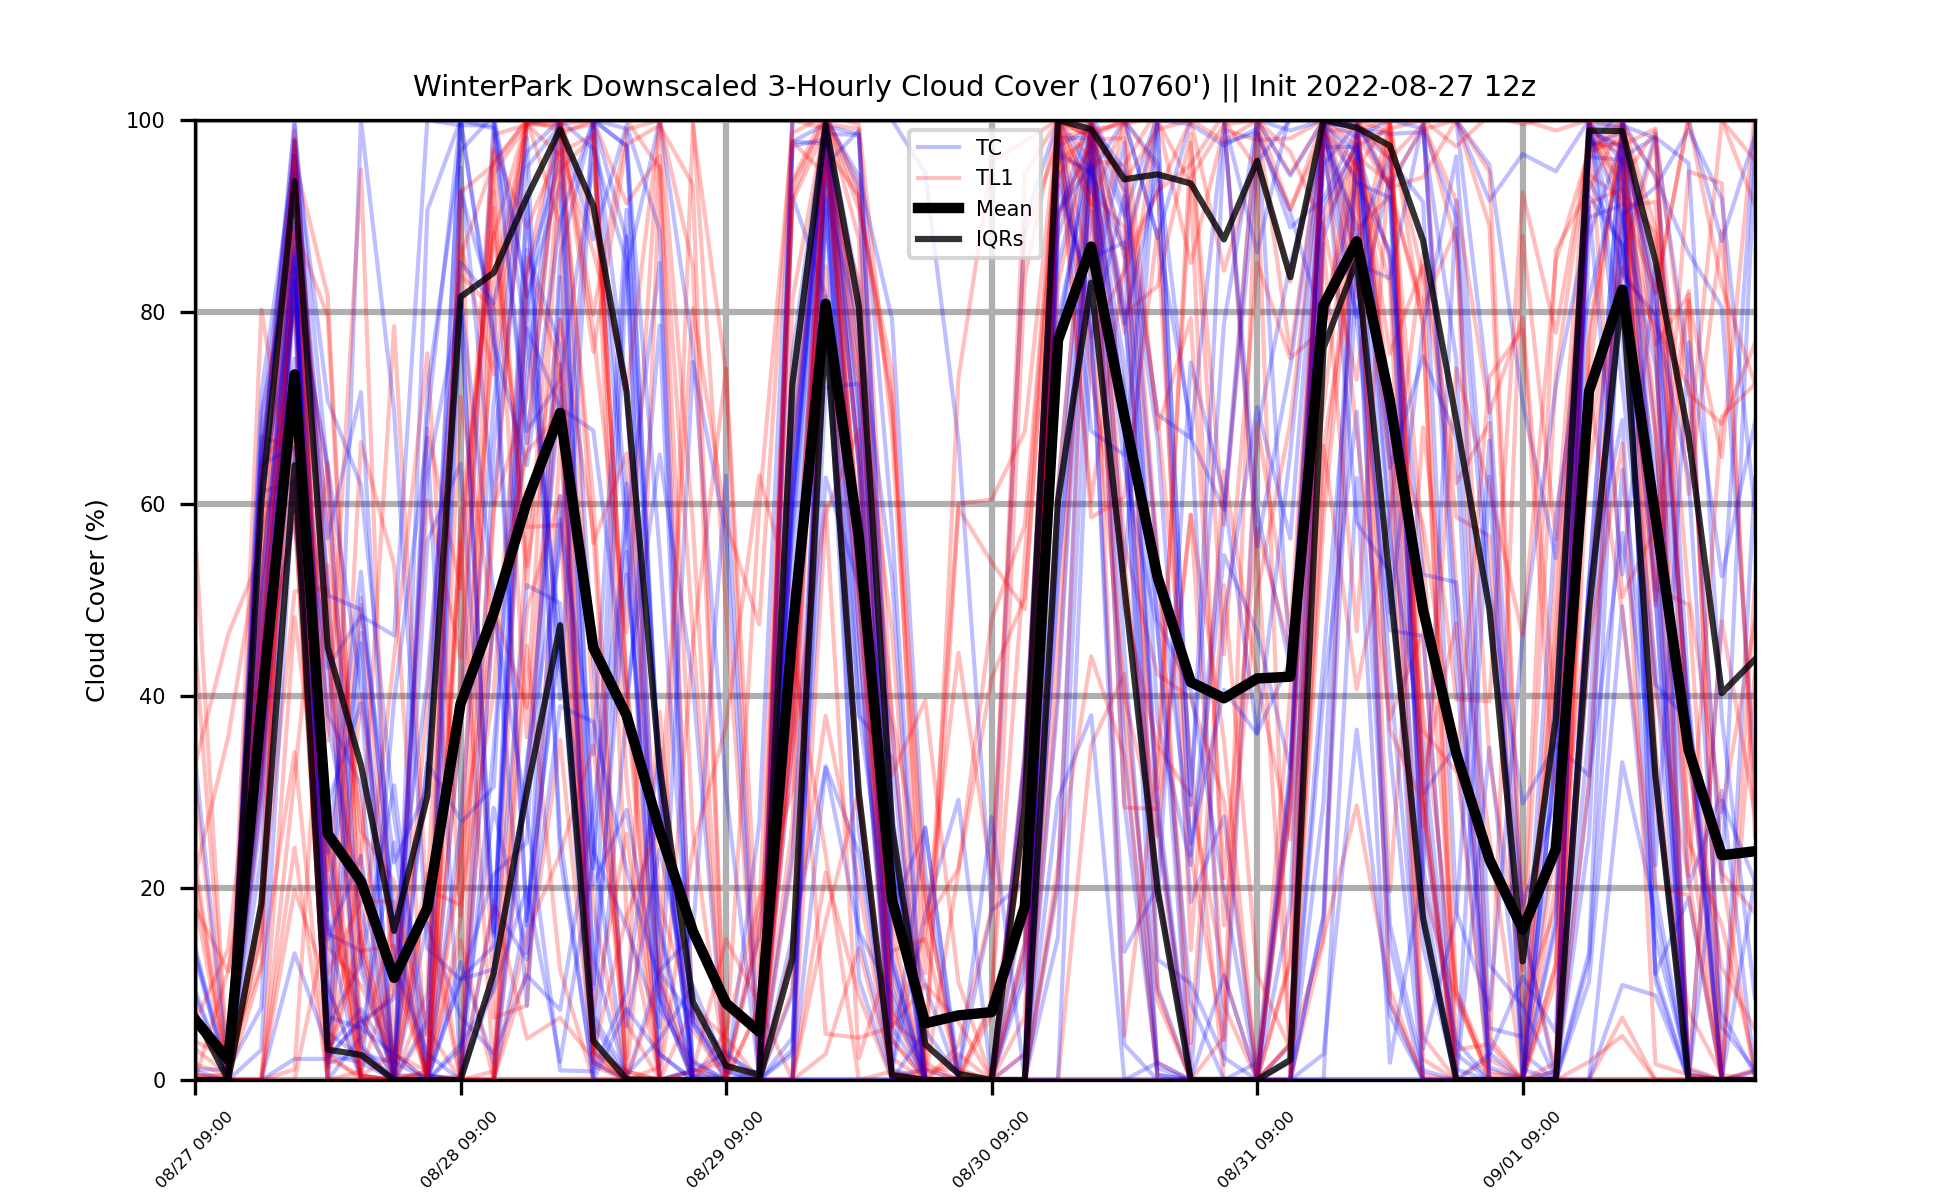 WinterPark Downscaled 3-Hourly Cloud Cover (10760') || Init 2022-08-27 12z
Cloud Cover (%)
100
80
60
40
20
0
TC
TL1
Mean
IQRs
08/27 09:00
08/28 09:00
08/29 09:00
08/30 09:00
08/31 09:00
09/01 09:00